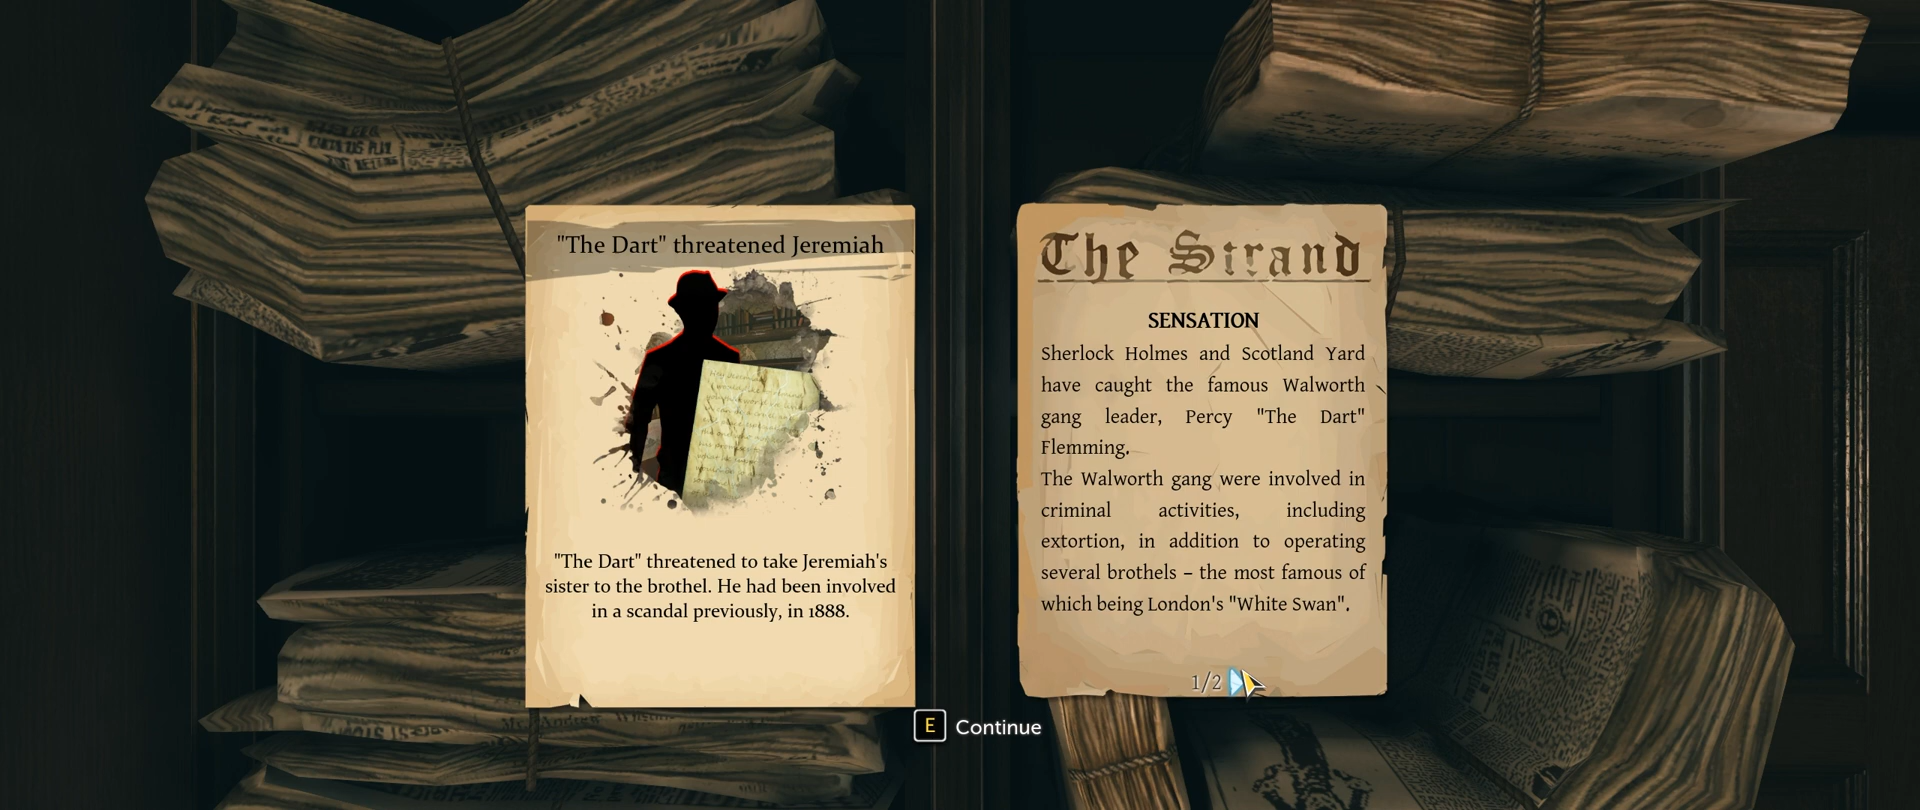 "The Dart" threatened Jeremiah
"The Dart" threatened to take Jeremiah's
sister to the brothel. He had been involved
in a scandal previously, in 1888.
The Strand
SENSATION
Sherlock Holmes and Scotland Yard
have caught the famous Walworth
gang leader, Percy "The Dart"
Flemming.
The Walworth gang were involved in
criminal activities, including
extortion, in addition to operating
several brothels – the most famous of
which being London's "White Swan".
1/2
E Continue